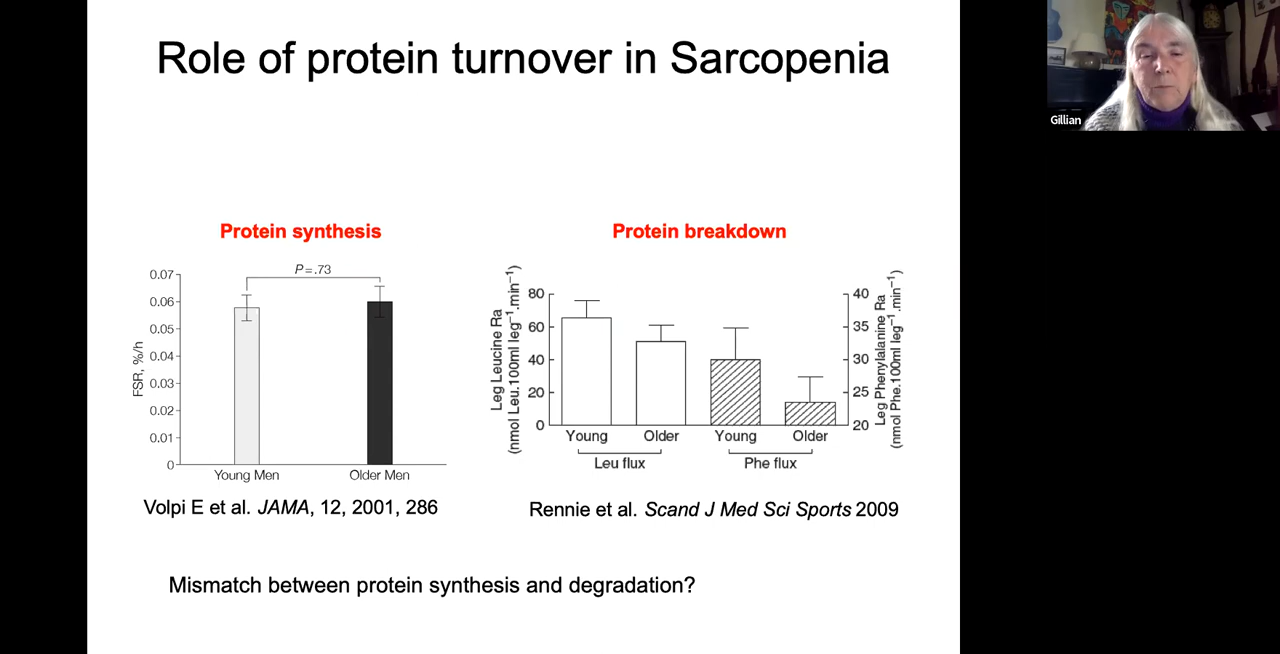 Role of protein turnover in Sarcopenia
Gillian
Protein synthesis
P = .73
0.07
0.06
0.05
0.04
0.03
0.02
0.01
0
FSR, %/h
Young Men
Older Men
Volpi E et al. JAMA, 12, 2001, 286
Protein breakdown
Leg Leucine Ra
(nmol Leu.100ml leg⁻¹.min⁻¹)
80
60
40
20
0
40
35
30
25
20
Leg Phenylalanine Ra
(nmol Phe.100ml leg⁻¹.min⁻¹)
Young
Older
Young
Older
Leu flux
Phe flux
Rennie et al. Scand J Med Sci Sports 2009
Mismatch between protein synthesis and degradation?